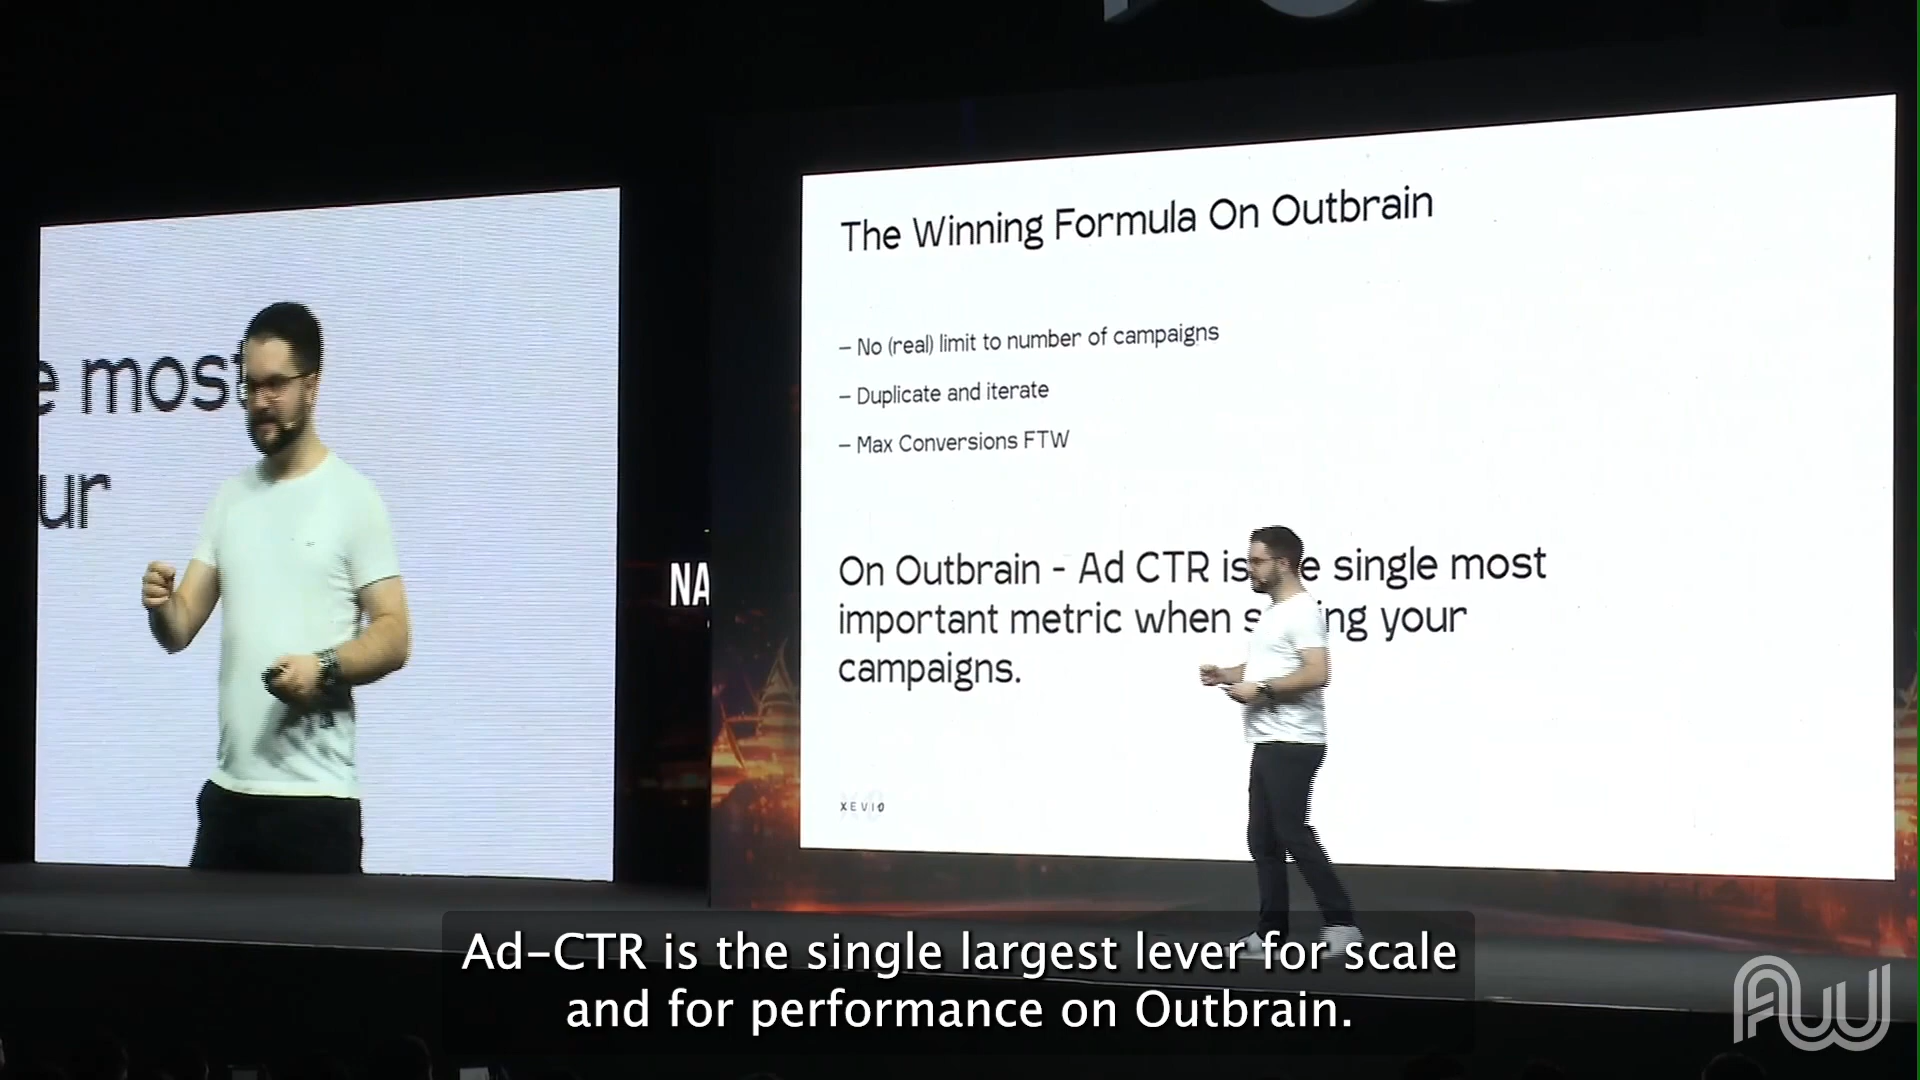 e most
ur
NA
The Winning Formula On Outbrain
– No (real) limit to number of campaigns
– Duplicate and iterate
– Max Conversions FTW
On Outbrain - Ad CTR is e single most
important metric when s ing your
campaigns.
XEVIO
Ad-CTR is the single largest lever for scale
and for performance on Outbrain.
AW